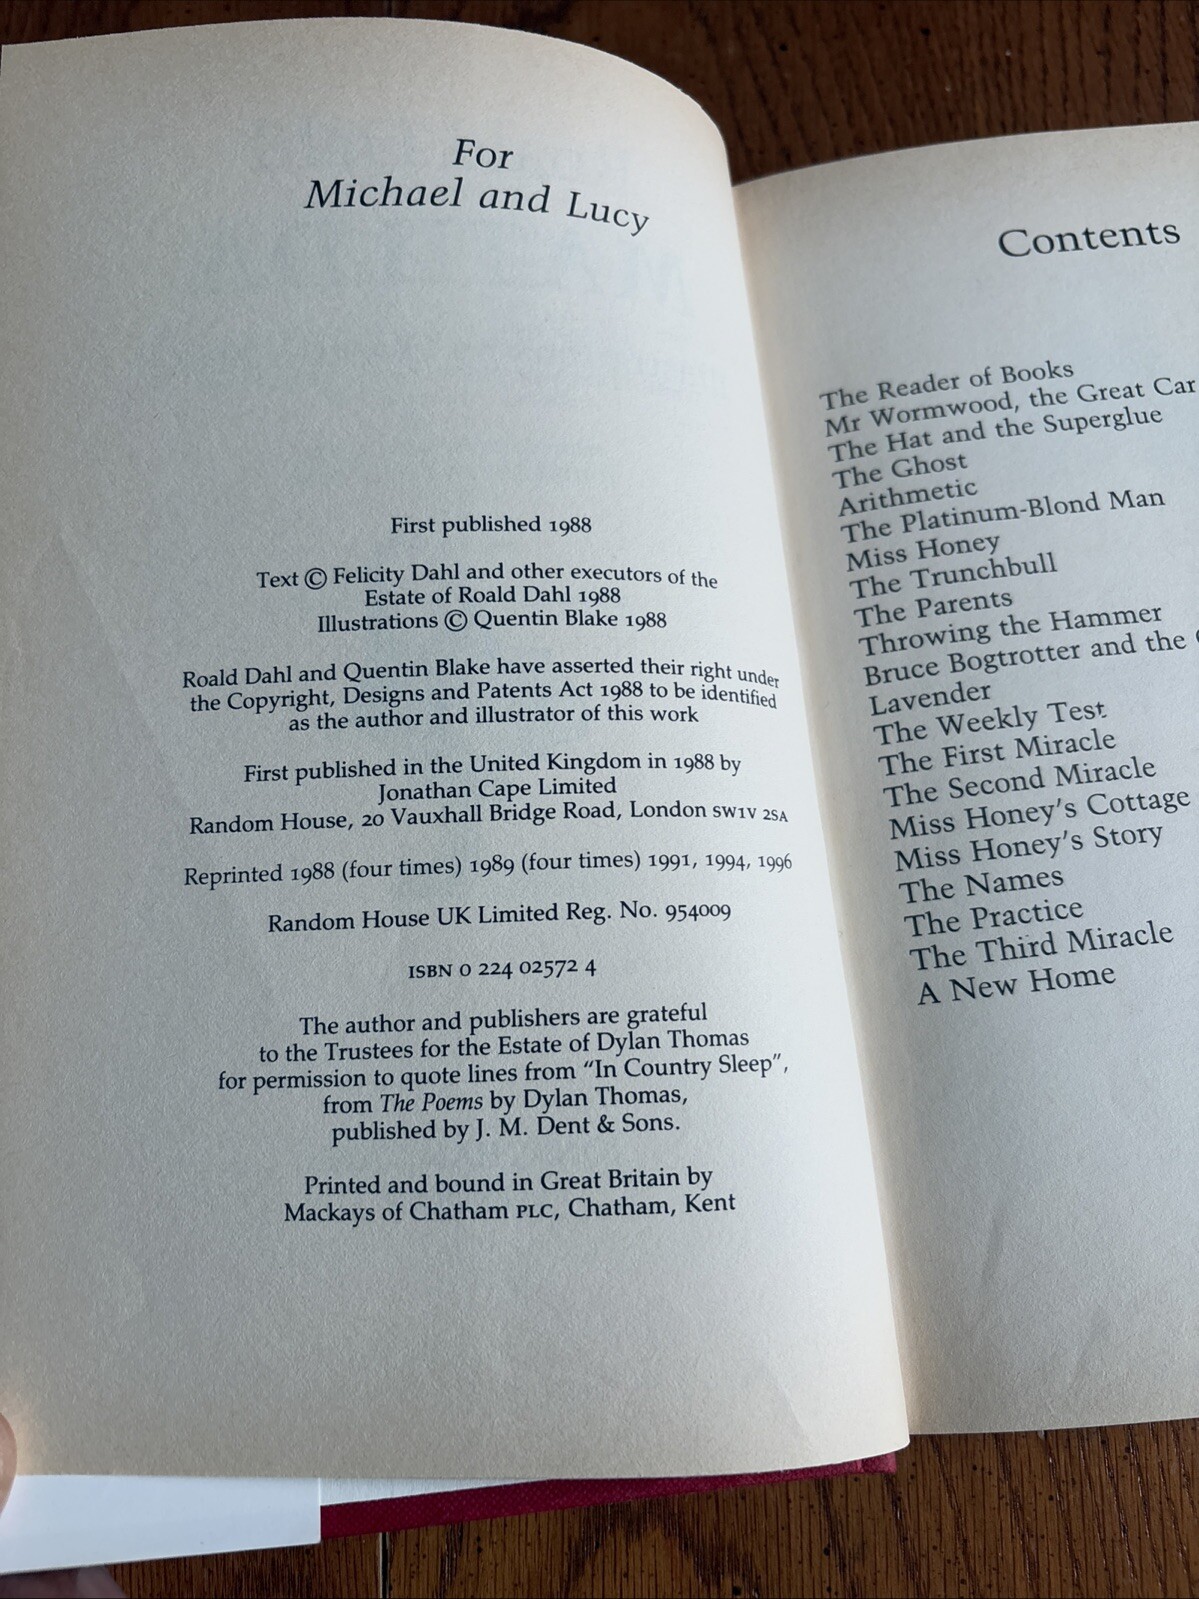 For
Michael and Lucy
First published 1988
Text © Felicity Dahl and other executors of the
Estate of Roald Dahl 1988
Illustrations © Quentin Blake 1988
Roald Dahl and Quentin Blake have asserted their right under
the Copyright, Designs and Patents Act 1988 to be identified
as the author and illustrator of this work
First published in the United Kingdom in 1988 by
Jonathan Cape Limited
Random House, 20 Vauxhall Bridge Road, London SW1V 2SA
Reprinted 1988 (four times) 1989 (four times) 1991, 1994, 1996
Random House UK Limited Reg. No. 954009
ISBN 0 224 02572 4
The author and publishers are grateful
to the Trustees for the Estate of Dylan Thomas
for permission to quote lines from “In Country Sleep”,
from The Poems by Dylan Thomas,
published by J. M. Dent & Sons.
Printed and bound in Great Britain by
Mackays of Chatham PLC, Chatham, Kent
Contents
The Reader of Books
Mr Wormwood, the Great Car
The Hat and the Superglue
The Ghost
Arithmetic
The Platinum-Blond Man
Miss Honey
The Trunchbull
The Parents
Throwing the Hammer
Bruce Bogtrotter and the
Lavender
The Weekly Test
The First Miracle
The Second Miracle
Miss Honey's Cottage
Miss Honey's Story
The Names
The Practice
The Third Miracle
A New Home